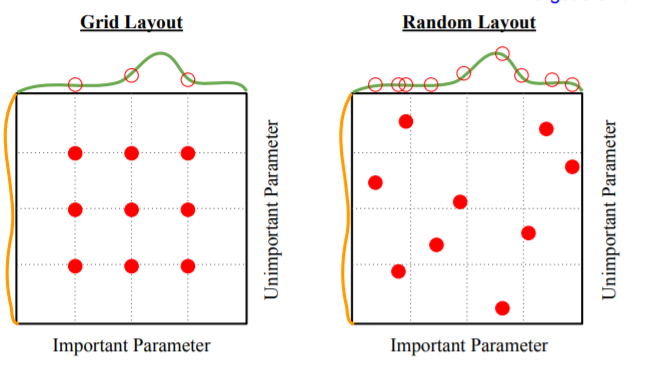 Grid Layout
Random Layout
Unimportant Parameter
Unimportant Parameter
Important Parameter
Important Parameter